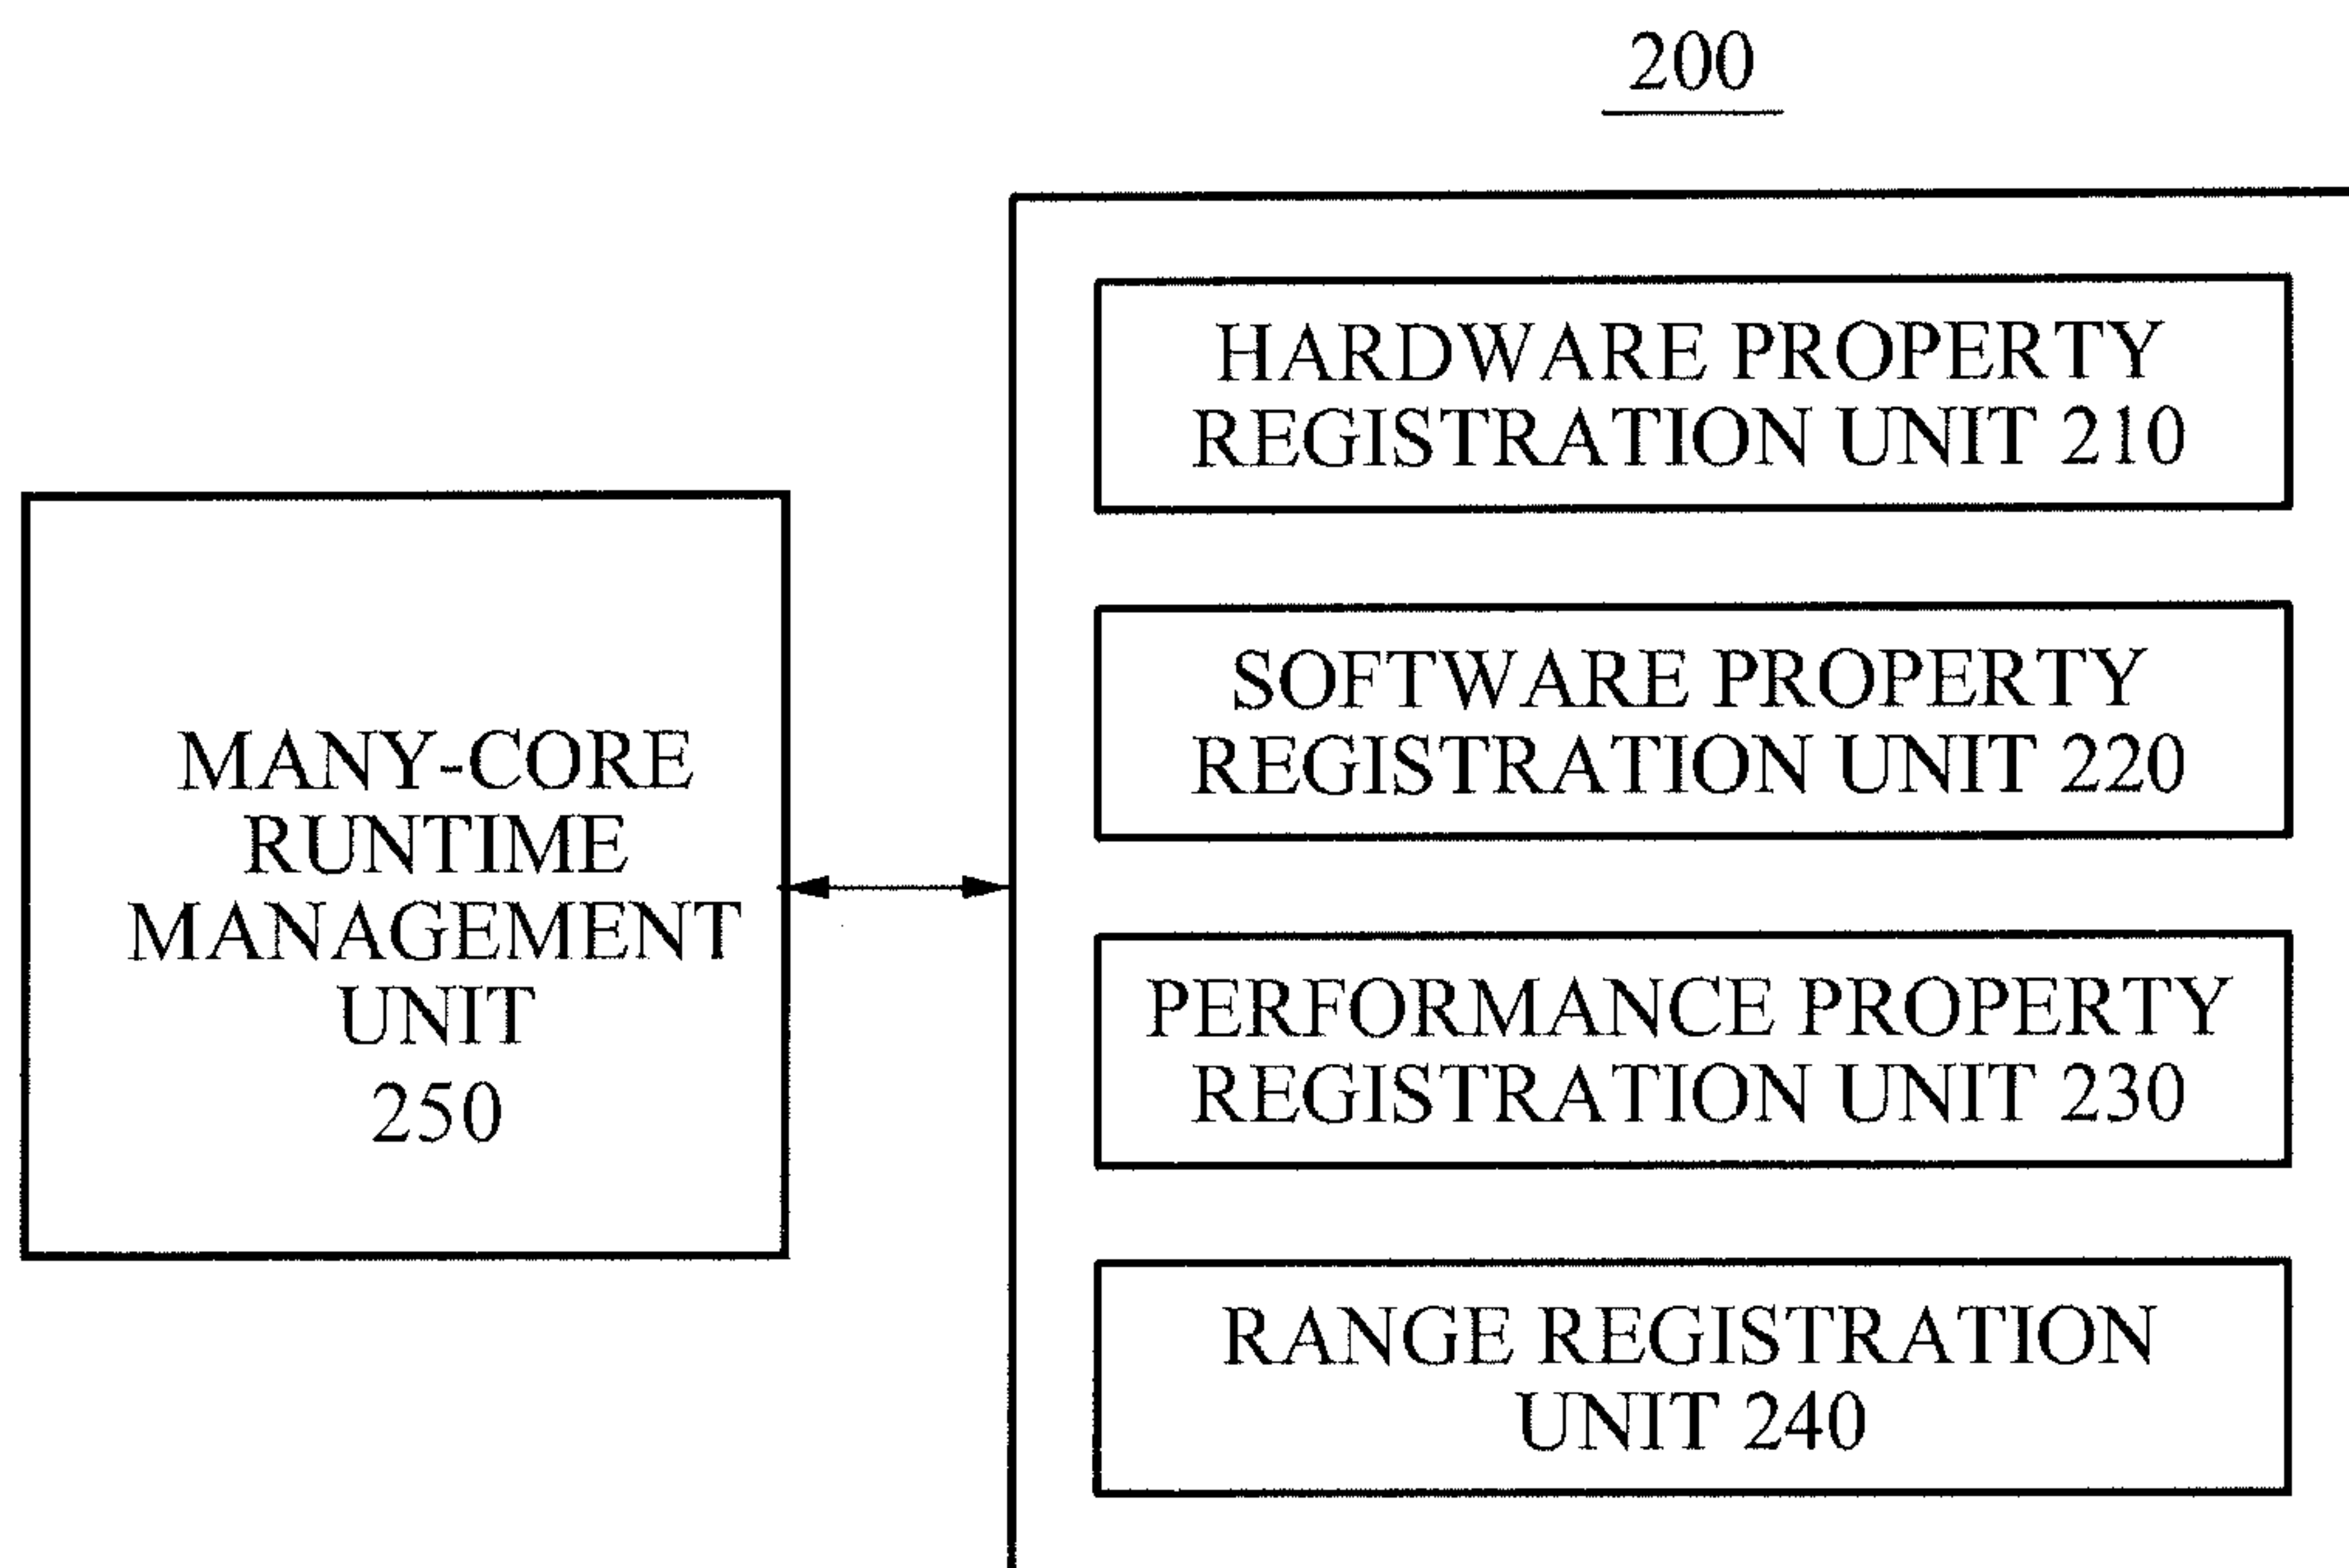 200
HARDWARE PROPERTY
REGISTRATION UNIT 210
SOFTWARE PROPERTY
REGISTRATION UNIT 220
MANY-CORE
RUNTIME
MANAGEMENT
UNIT
250
PERFORMANCE PROPERTY
REGISTRATION UNIT 230
RANGE REGISTRATION
UNIT 240